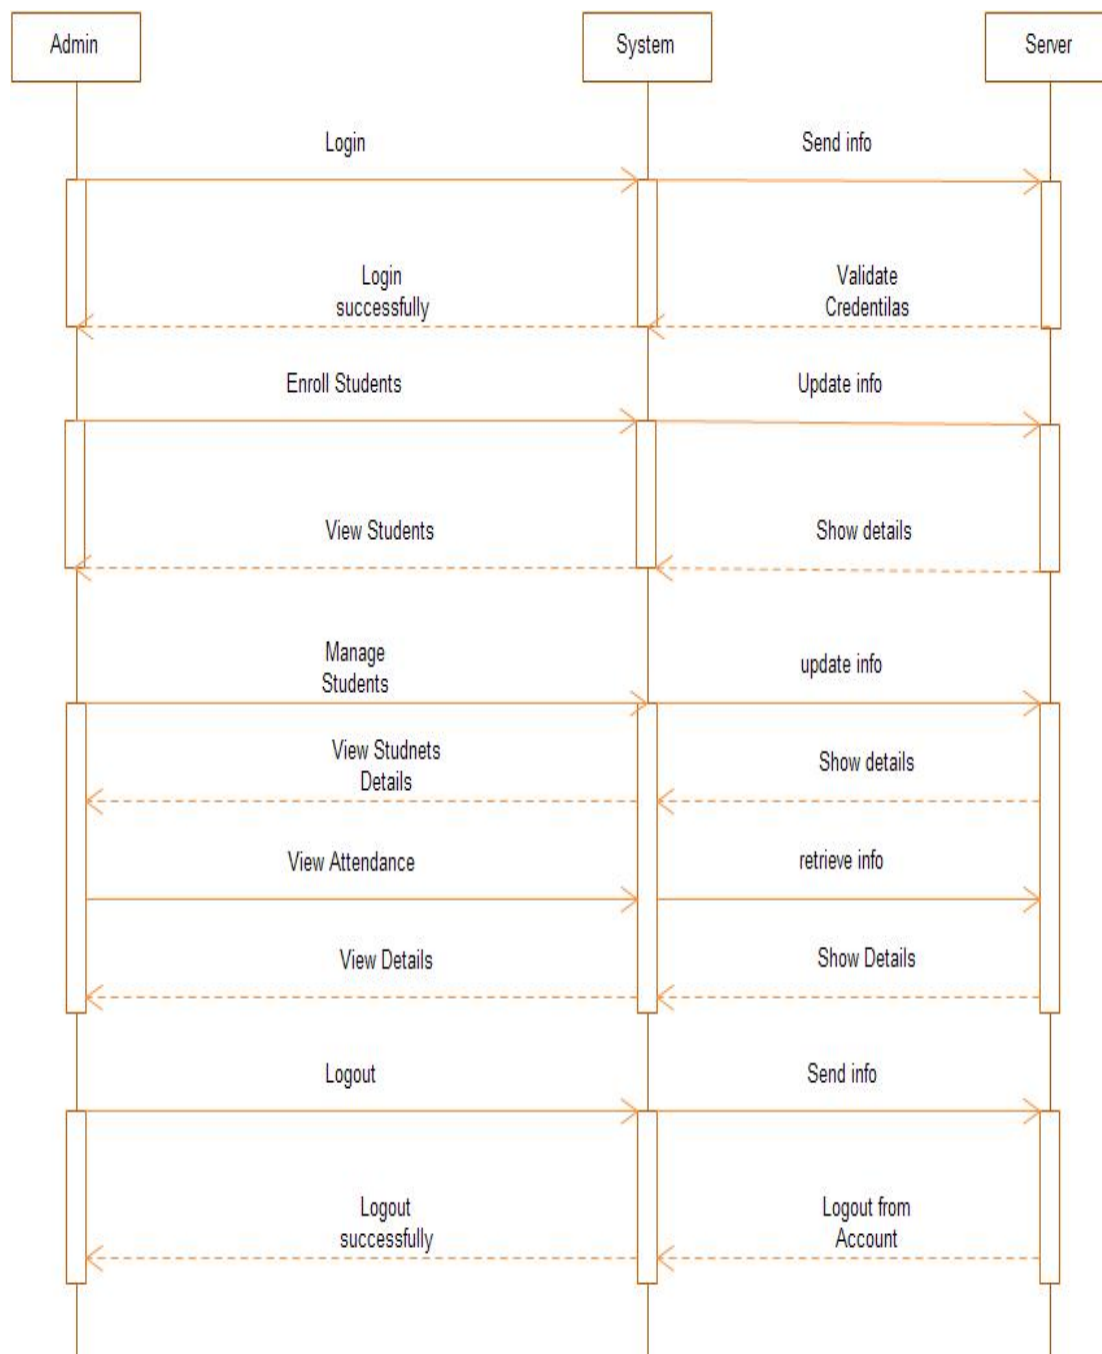 Admin
System
Server
Login
Send info
Login
successfully
Validate
Credentilas
Enroll Students
Update info
View Students
Show details
Manage
Students
update info
View Studnets
Details
Show details
View Attendance
retrieve info
View Details
Show Details
Logout
Send info
Logout
successfully
Logout from
Account